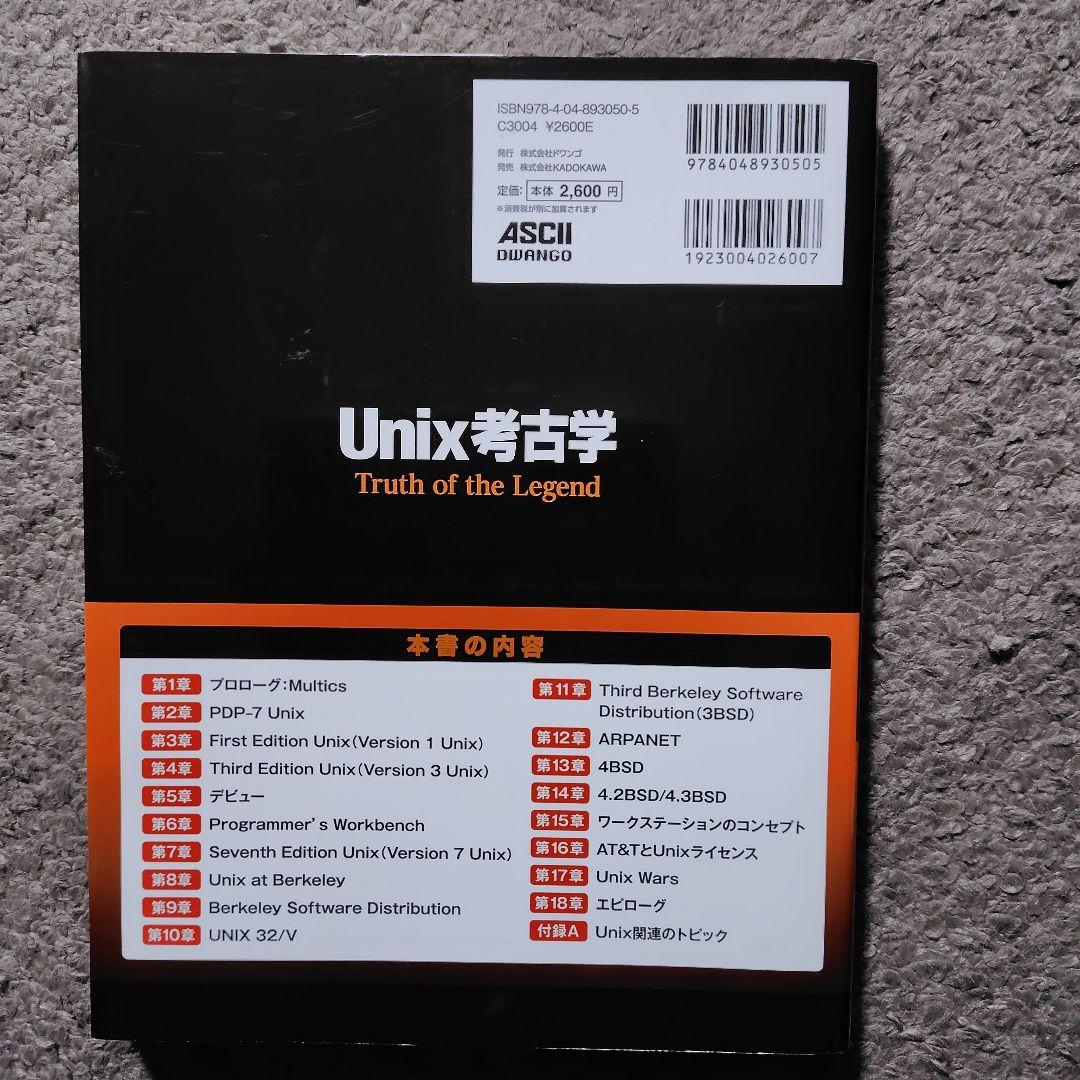 ISBN978-4-04-893050-5
C3004 ¥2600E
発行 株式会社ドワンゴ
発売 株式会社KADOKAWA
定価: 本体 2,600 円
※消費税が別に加算されます
ASCII
DWANGO
9784048930505
1923004026007
Unix考古学
Truth of the Legend
本書の内容
第1章 プロローグ:Multics
第2章 PDP-7 Unix
第3章 First Edition Unix(Version 1 Unix)
第4章 Third Edition Unix(Version 3 Unix)
第5章 デビュー
第6章 Programmer's Workbench
第7章 Seventh Edition Unix(Version 7 Unix)
第8章 Unix at Berkeley
第9章 Berkeley Software Distribution
第10章 UNIX 32/V
第11章 Third Berkeley Software
Distribution(3BSD)
第12章 ARPANET
第13章 4BSD
第14章 4.2BSD/4.3BSD
第15章 ワークステーションのコンセプト
第16章 AT&TとUnixライセンス
第17章 Unix Wars
第18章 エピローグ
付録A Unix関連のトピック